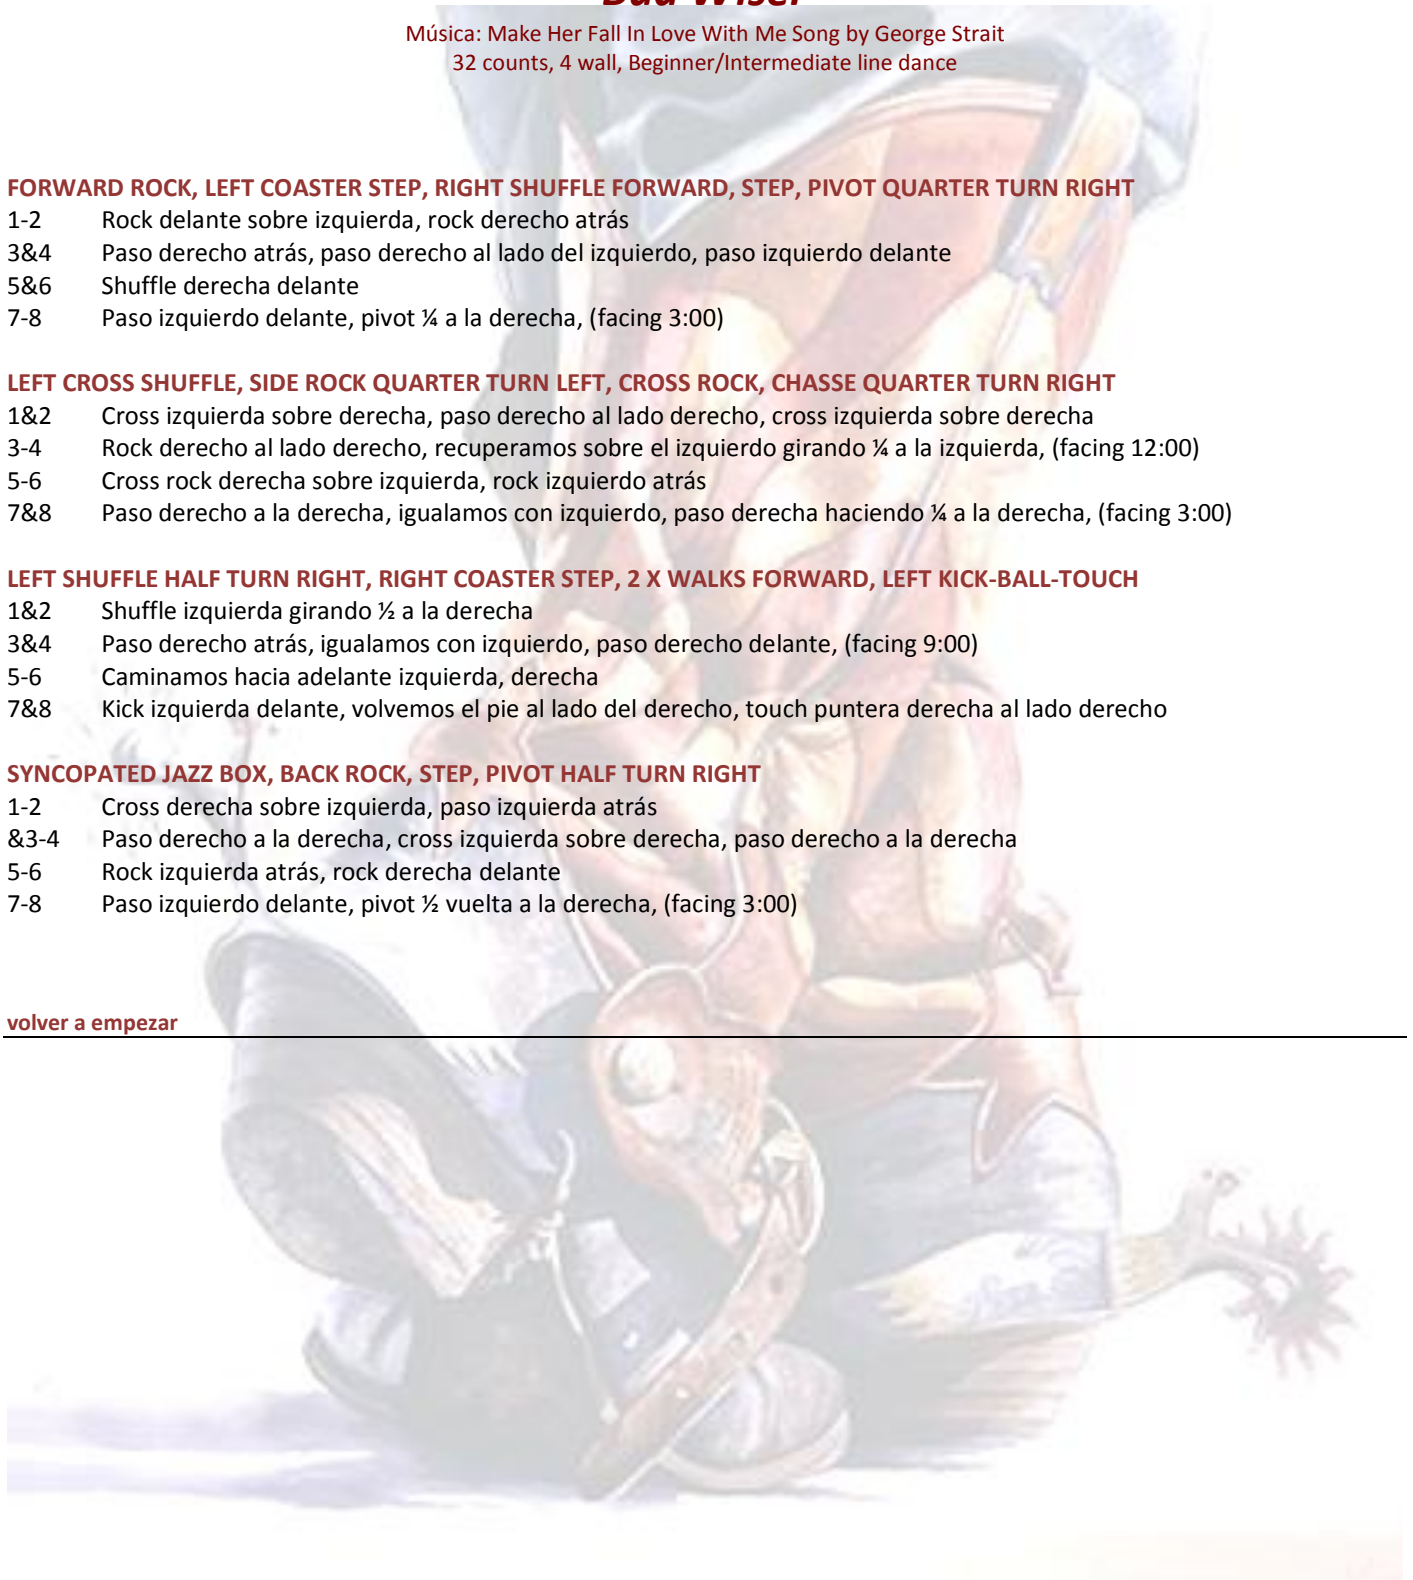 Bud Wiser
Música: Make Her Fall In Love With Me Song by George Strait
32 counts, 4 wall, Beginner/Intermediate line dance
FORWARD ROCK, LEFT COASTER STEP, RIGHT SHUFFLE FORWARD, STEP, PIVOT QUARTER TURN RIGHT
1-2 Rock delante sobre izquierda, rock derecho atrás
3&4 Paso derecho atrás, paso derecho al lado del izquierdo, paso izquierdo delante
5&6 Shuffle derecha delante
7-8 Paso izquierdo delante, pivot ¼ a la derecha, (facing 3:00)
LEFT CROSS SHUFFLE, SIDE ROCK QUARTER TURN LEFT, CROSS ROCK, CHASSE QUARTER TURN RIGHT
1&2 Cross izquierda sobre derecha, paso derecho al lado derecho, cross izquierda sobre derecha
3-4 Rock derecho al lado derecho, recuperamos sobre el izquierdo girando ¼ a la izquierda, (facing 12:00)
5-6 Cross rock derecha sobre izquierda, rock izquierdo atrás
7&8 Paso derecho a la derecha, igualamos con izquierdo, paso derecha haciendo ¼ a la derecha, (facing 3:00)
LEFT SHUFFLE HALF TURN RIGHT, RIGHT COASTER STEP, 2 X WALKS FORWARD, LEFT KICK-BALL-TOUCH
1&2 Shuffle izquierda girando ½ a la derecha
3&4 Paso derecho atrás, igualamos con izquierdo, paso derecho delante, (facing 9:00)
5-6 Caminamos hacia adelante izquierda, derecha
7&8 Kick izquierda delante, volvemos el pie al lado del derecho, touch puntera derecha al lado derecho
SYNCOPATED JAZZ BOX, BACK ROCK, STEP, PIVOT HALF TURN RIGHT
1-2 Cross derecha sobre izquierda, paso izquierda atrás
&3-4 Paso derecho a la derecha, cross izquierda sobre derecha, paso derecho a la derecha
5-6 Rock izquierda atrás, rock derecha delante
7-8 Paso izquierdo delante, pivot ½ vuelta a la derecha, (facing 3:00)
volver a empezar